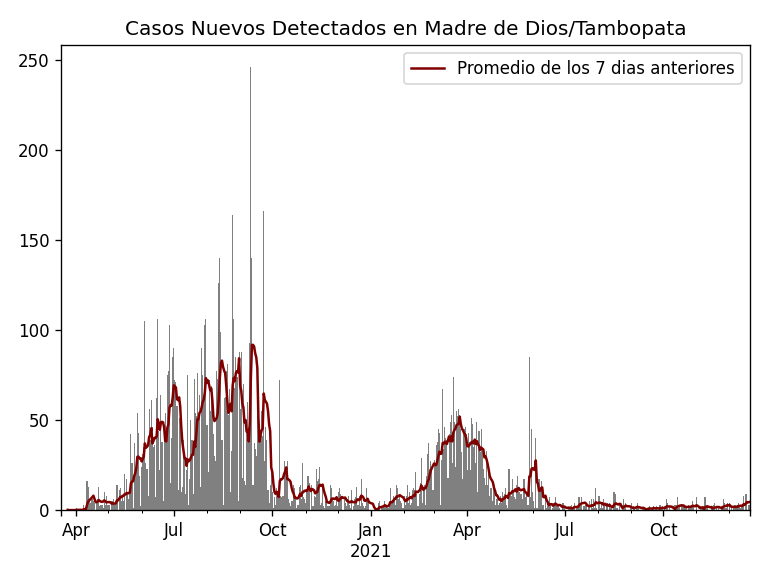 Casos Nuevos Detectados en Madre de Dios/Tambopata
Promedio de los 7 dias anteriores
250
200
150
100
50
0
Apr Jul Oct Jan Apr Jul Oct
2021